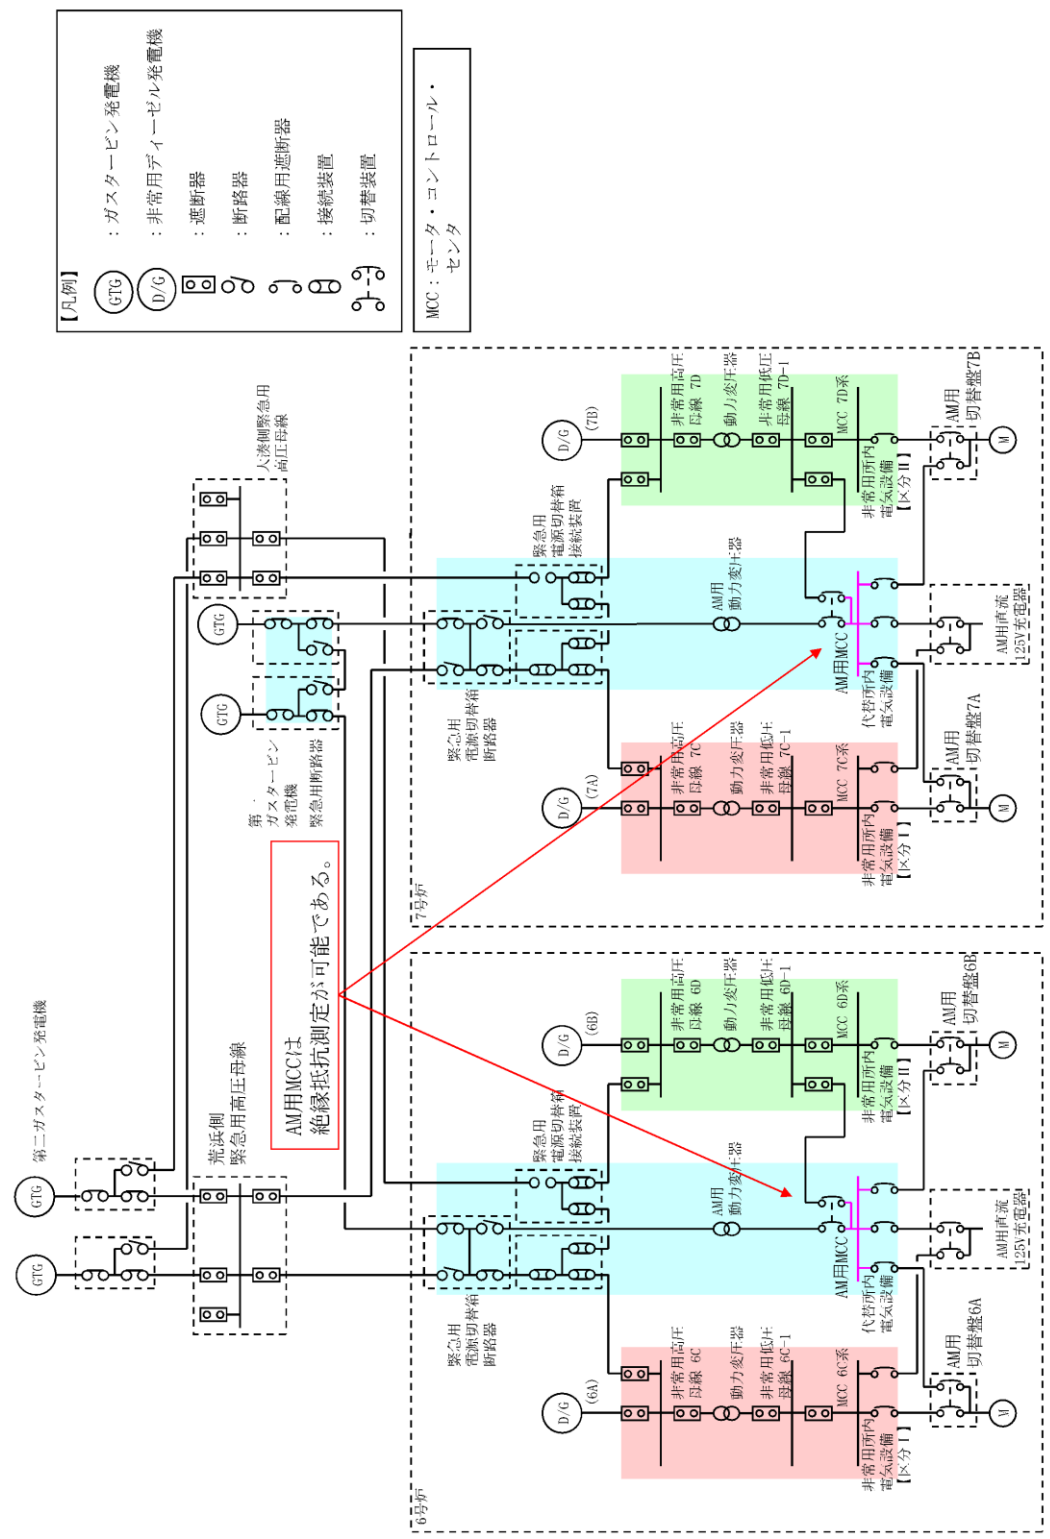 【凡例】
GTG
：ガスタービン発電機
D/G
：非常用ディーゼル発電機
：遮断器
：断路器
：配線用遮断器
：接続装置
：切替装置
MCC：モータ・コントロール・
センタ
第二ガスタービン発電機
GTG
GTG
荒浜側
緊急用高圧母線
大湊側緊急用
高圧母線
GTG
GTG
ガスタービン
発電機
緊急用断路器
AM用MCCは
絶縁抵抗測定が可能である。
6号炉
D/G
(6A)
非常用高圧
母線 6C
動力変圧器
非常用低圧
母線 6C-1
MCC 6C系
非常用所内
電気設備
【区分Ⅰ】
AM用
切替盤6A
M
緊急用
電源切替箱
断路器
緊急用
電源切替箱
接続装置
AM用
動力変圧器
AM用MCC
代替所内
電気設備
AM用直流
125V充電器
D/G
(6B)
非常用高圧
母線 6D
動力変圧器
非常用低圧
母線 6D-1
MCC 6D系
非常用所内
電気設備
【区分Ⅱ】
AM用
切替盤6B
M
7号炉
D/G
(7A)
非常用高圧
母線 7C
動力変圧器
非常用低圧
母線 7C-1
MCC 7C系
非常用所内
電気設備
【区分Ⅰ】
AM用
切替盤7A
M
緊急用
電源切替箱
断路器
緊急用
電源切替箱
接続装置
AM用
動力変圧器
AM用MCC
代替所内
電気設備
AM用直流
125V充電器
D/G
(7B)
非常用高圧
母線 7D
動力変圧器
非常用低圧
母線 7D-1
MCC 7D系
非常用所内
電気設備
【区分Ⅱ】
AM用
切替盤7B
M